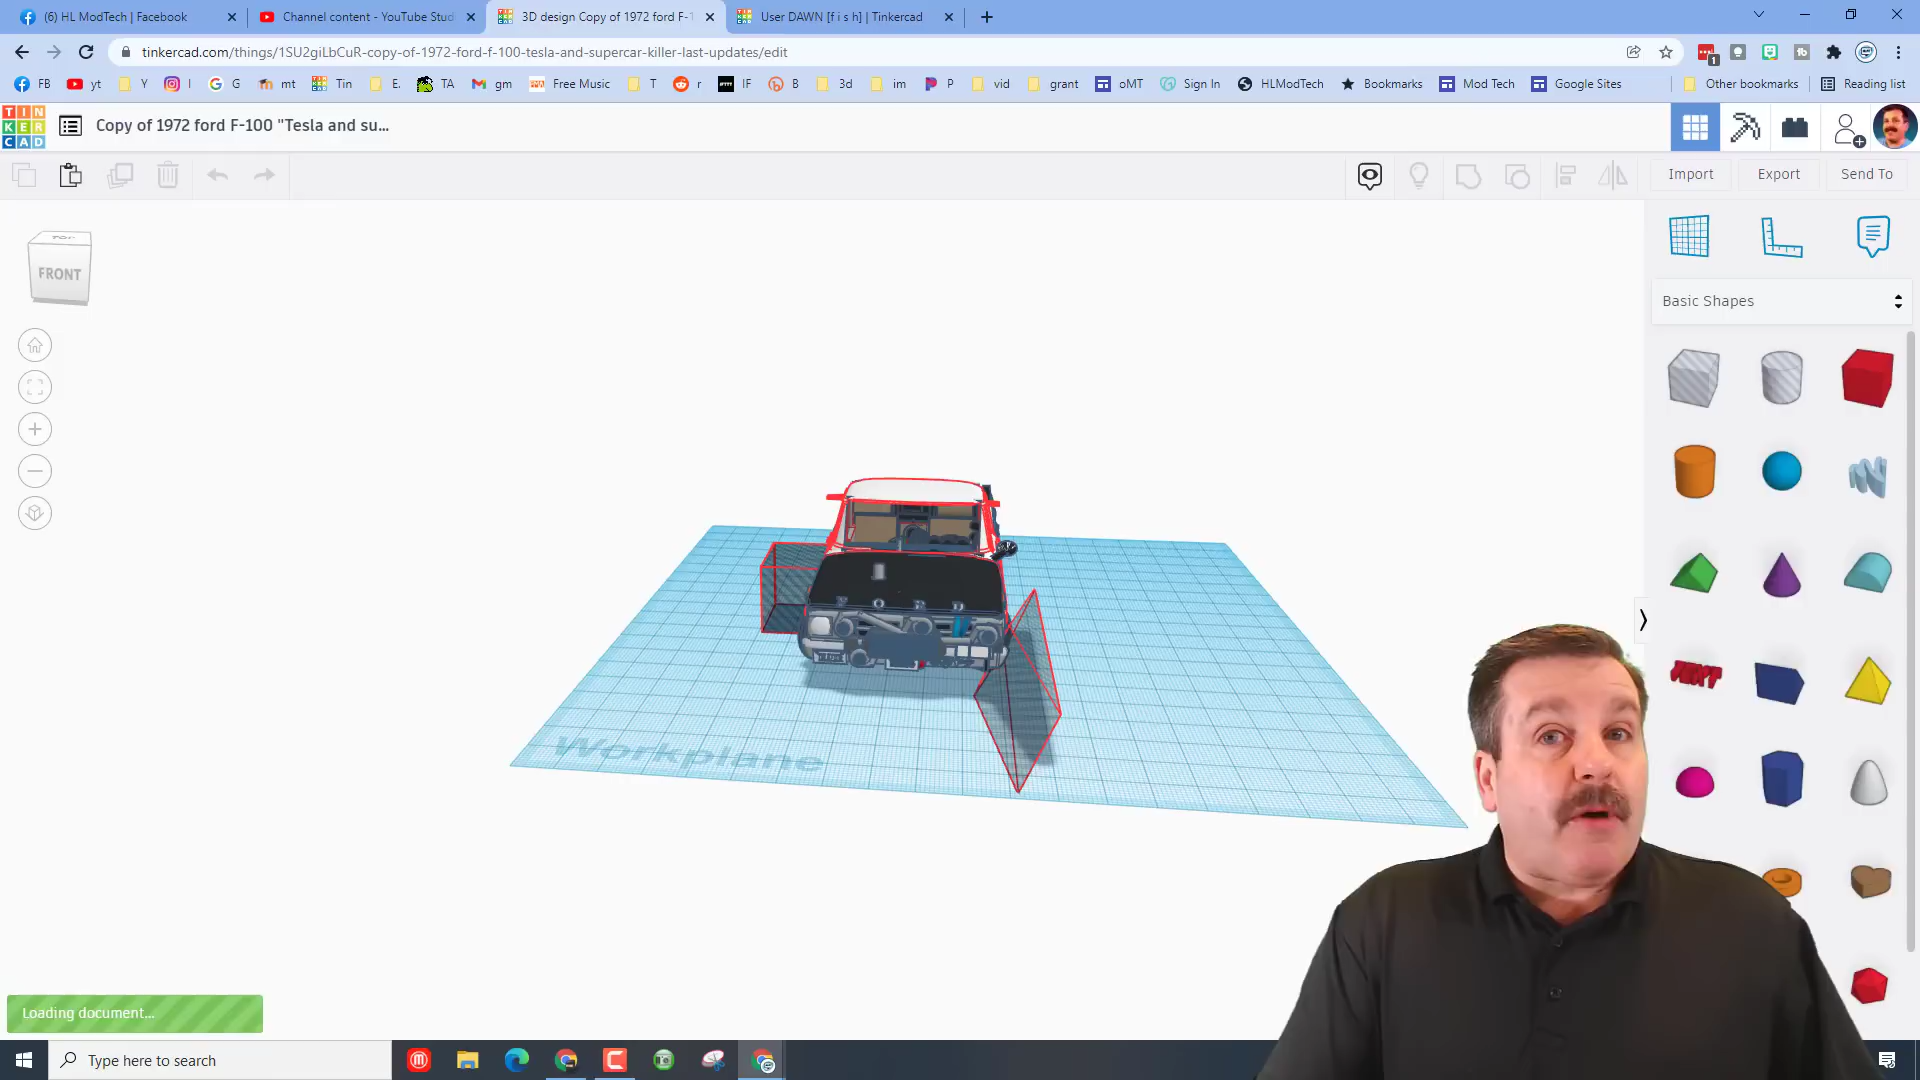 (6) HL ModTech | Facebook
Channel content - YouTube Stud
3D design Copy of 1972 ford F-1
User DAWN [f i s h] | Tinkercad
tinkercad.com/things/1SU2giLbCuR-copy-of-1972-ford-f-100-tesla-and-supercar-killer-last-updates/edit
1
FB
yt
Y
I
G
mt
Tin
E.
TA
gm
Free Music
T
r
IF
B
3d
im
P
vid
grant
oMT
Sign In
HLModTech
Bookmarks
Mod Tech
Google Sites
Other bookmarks
Reading list
TIN
KER
CAD
Copy of 1972 ford F-100 "Tesla and su...
Import
Export
Send To
TOP
FRONT
Basic Shapes
F O R D
Workplane
TEXT
Loading document...
Type here to search